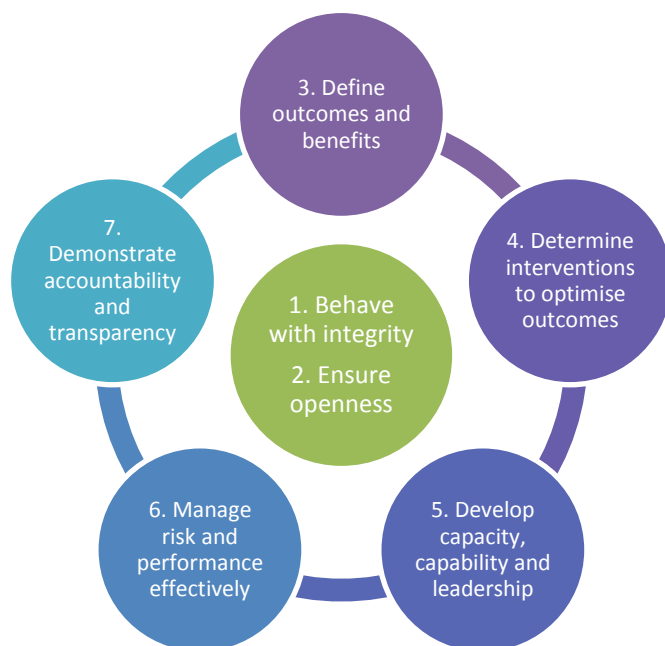 3. Define
outcomes and
benefits
7.
Demonstrate
accountability
and
transparency
4. Determine
interventions
to optimise
outcomes
1. Behave
with integrity
2. Ensure
openness
6. Manage
risk and
performance
effectively
5. Develop
capacity,
capability and
leadership